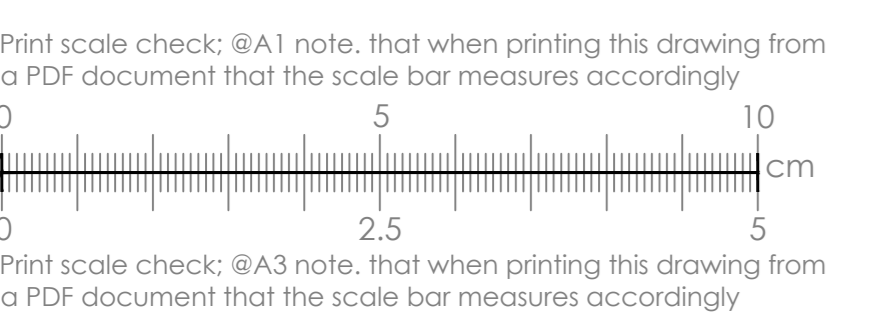 Print scale check; @A1 note. that when printing this drawing from
a PDF document that the scale bar measures accordingly
0 5 10
cm
0 2.5 5
Print scale check; @A3 note. that when printing this drawing from
a PDF document that the scale bar measures accordingly